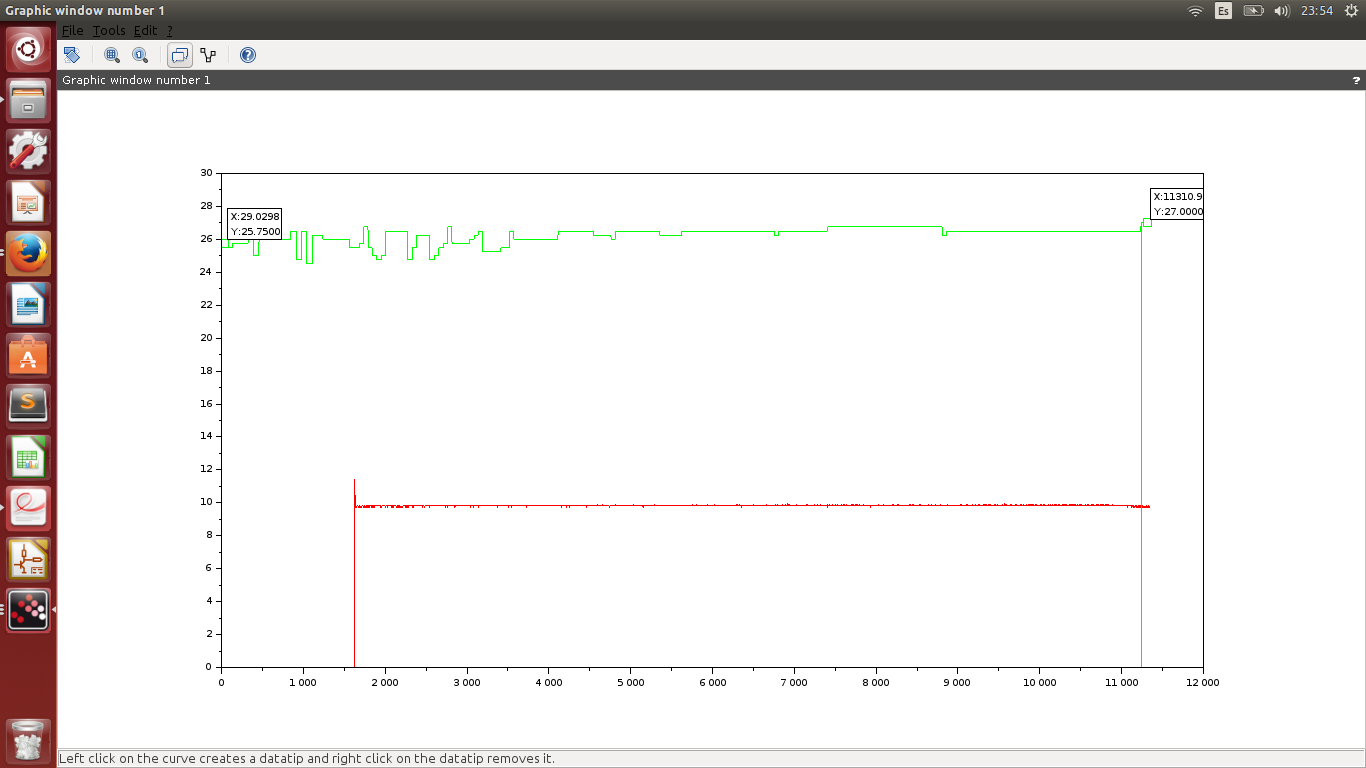 Graphic window number 1
Es
23:54
File Tools Edit ?
Graphic window number 1
?
30
28
26
24
22
20
18
16
14
12
10
8
6
4
2
0
X:29.0298
Y:25.7500
X:11310.9
Y:27.0000
0 1 000 2 000 3 000 4 000 5 000 6 000 7 000 8 000 9 000 10 000 11 000 12 000
Left click on the curve creates a datatip and right click on the datatip removes it.